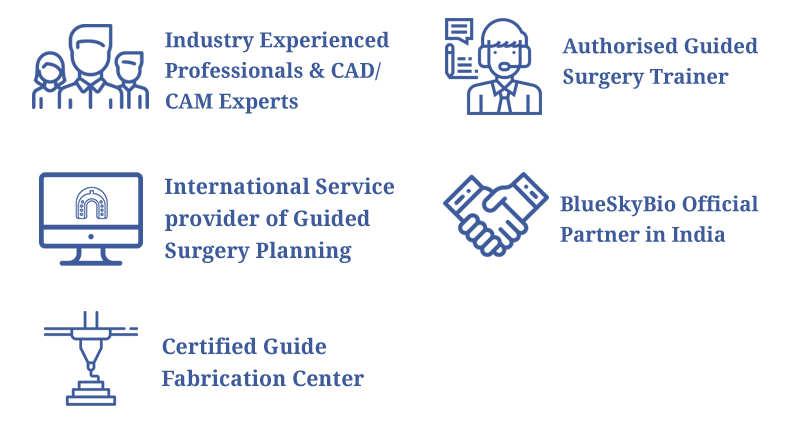 Industry Experienced
Professionals & CAD/
CAM Experts
Authorised Guided
Surgery Trainer
International Service
provider of Guided
Surgery Planning
BlueSkyBio Official
Partner in India
Certified Guide
Fabrication Center